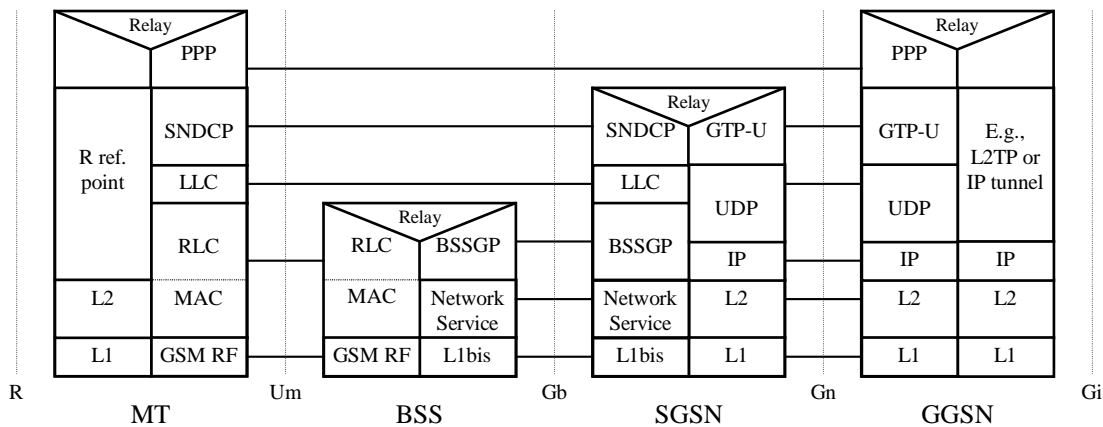 Relay
PPP
R ref.
point
SNDCP
LLC
RLC
L2
MAC
L1
GSM RF
Relay
RLC
BSSGP
MAC
Network
Service
GSM RF
L1bis
Relay
SNDCP
GTP-U
LLC
UDP
BSSGP
IP
Network
Service
L2
L1bis
L1
Relay
PPP
GTP-U
E.g.,
L2TP or
IP tunnel
UDP
IP
IP
L2
L2
L1
L1
R
Um
Gb
Gn
Gi
MT
BSS
SGSN
GGSN